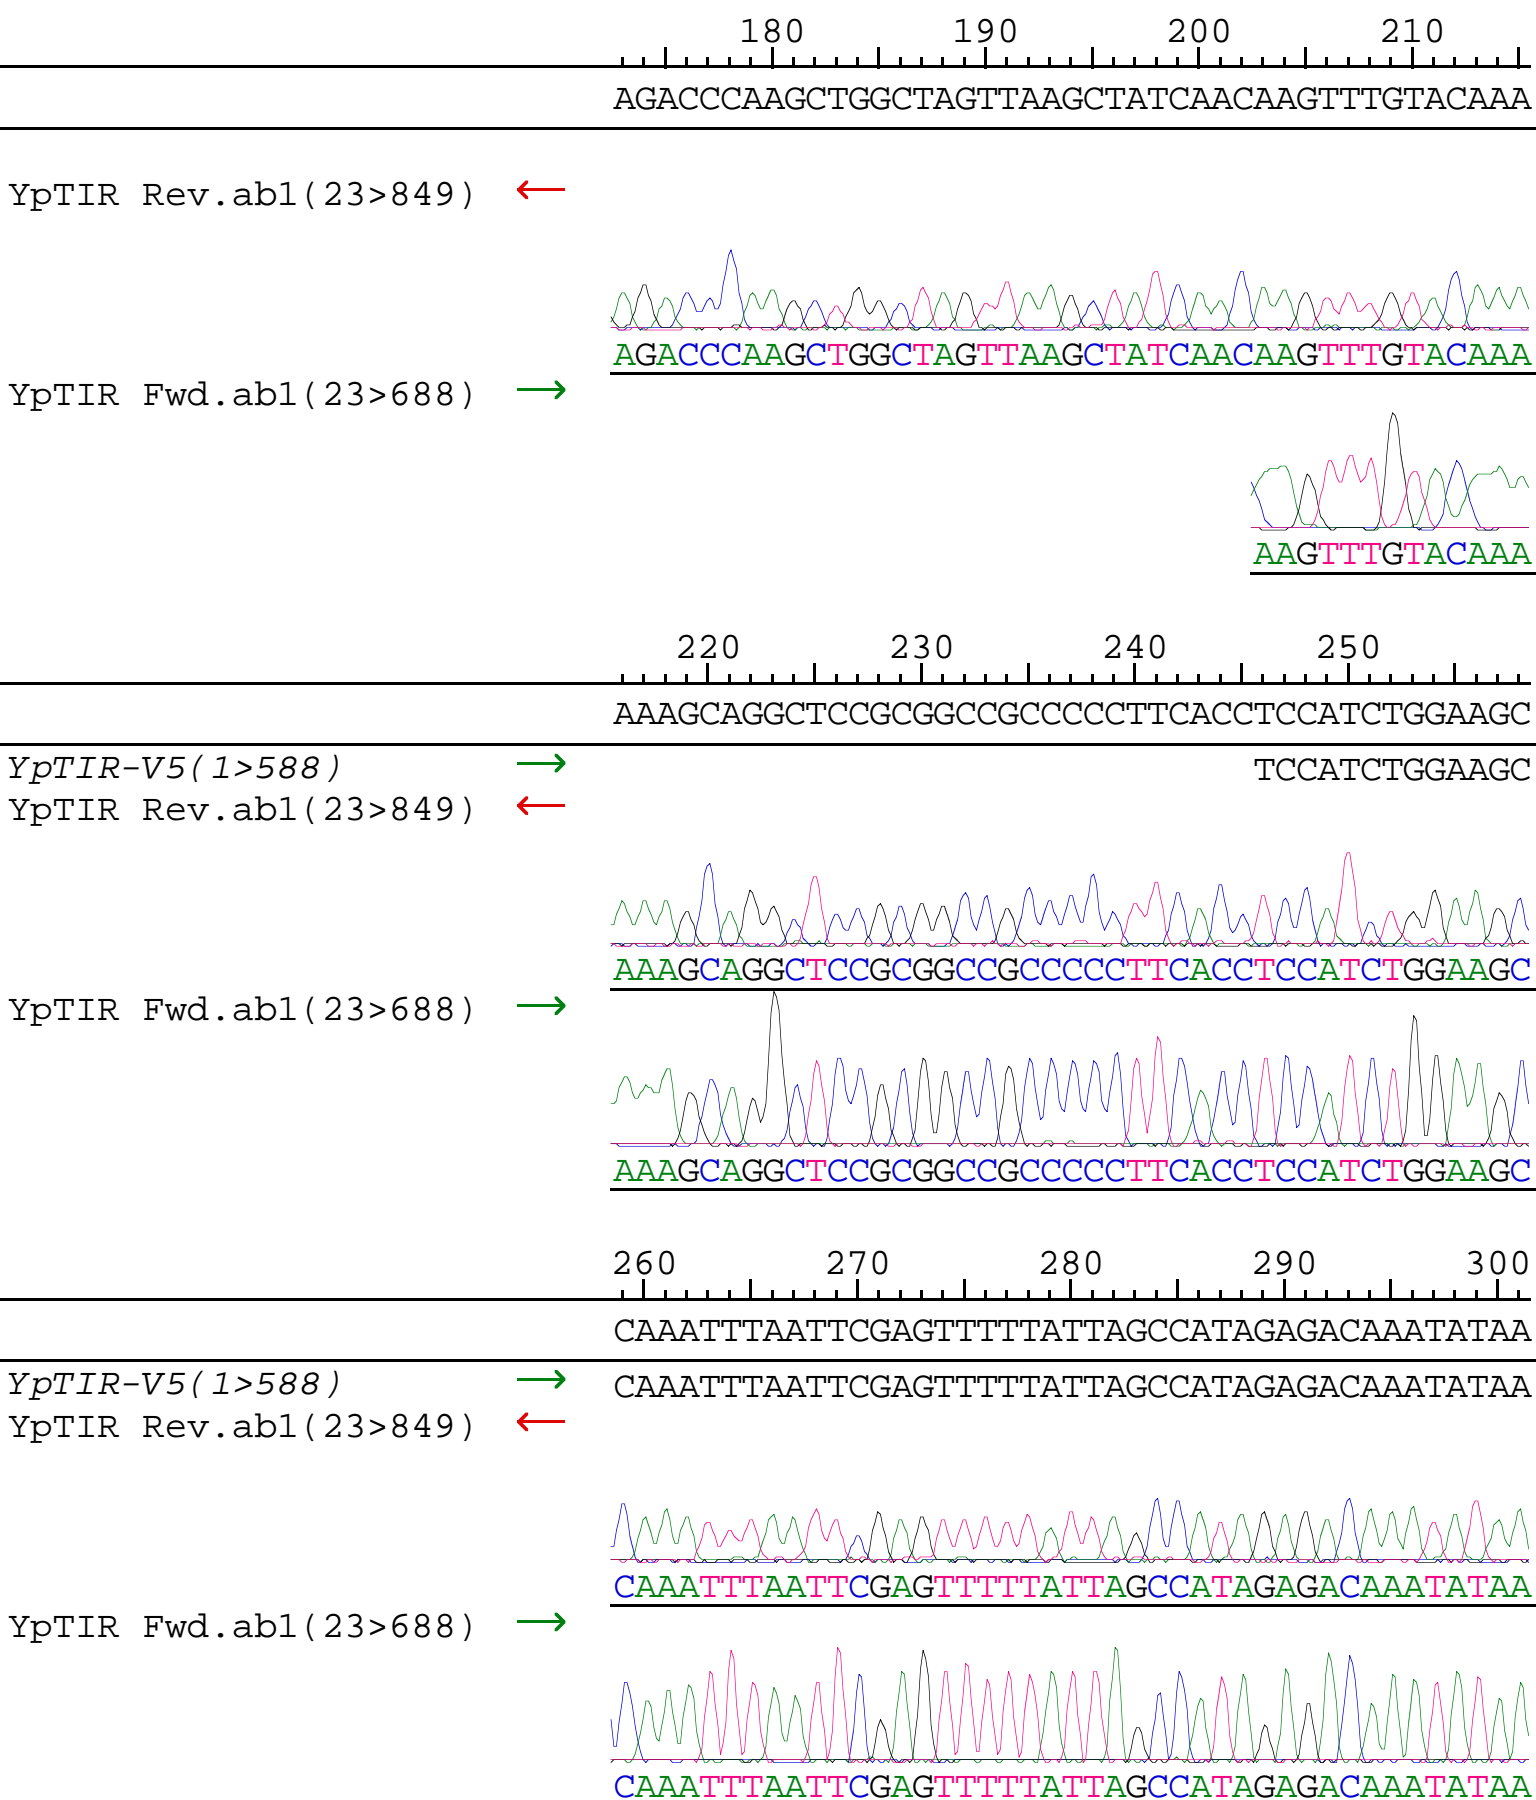 180 190 200 210
AGACCCAAGCTGGCTAGTTAAGCTATCAACAAGTTTGTACAAA
YpTIR Rev.ab1(23>849) ←
AGACCCAAGCTGGCTAGTTAAGCTATCAACAAGTTTGTACAAA
YpTIR Fwd.ab1(23>688) →
AAGTTTGTACAAA
220 230 240 250
AAAGCAGGCTCCGCGGCCGCCCCCTTCACCTCCATCTGGAAGC
YpTIR-V5(1>588) → TCCATCTGGAAGC
YpTIR Rev.ab1(23>849) ←
AAAGCAGGCTCCGCGGCCGCCCCCTTCACCTCCATCTGGAAGC
YpTIR Fwd.ab1(23>688) →
AAAGCAGGCTCCGCGGCCGCCCCCTTCACCTCCATCTGGAAGC
260 270 280 290 300
CAAATTTAATTCGAGTTTTTATTAGCCATAGAGACAAATATAA
YpTIR-V5(1>588) → CAAATTTAATTCGAGTTTTTATTAGCCATAGAGACAAATATAA
YpTIR Rev.ab1(23>849) ←
CAAATTTAATTCGAGTTTTTATTAGCCATAGAGACAAATATAA
YpTIR Fwd.ab1(23>688) →
CAAATTTAATTCGAGTTTTTATTAGCCATAGAGACAAATATAA